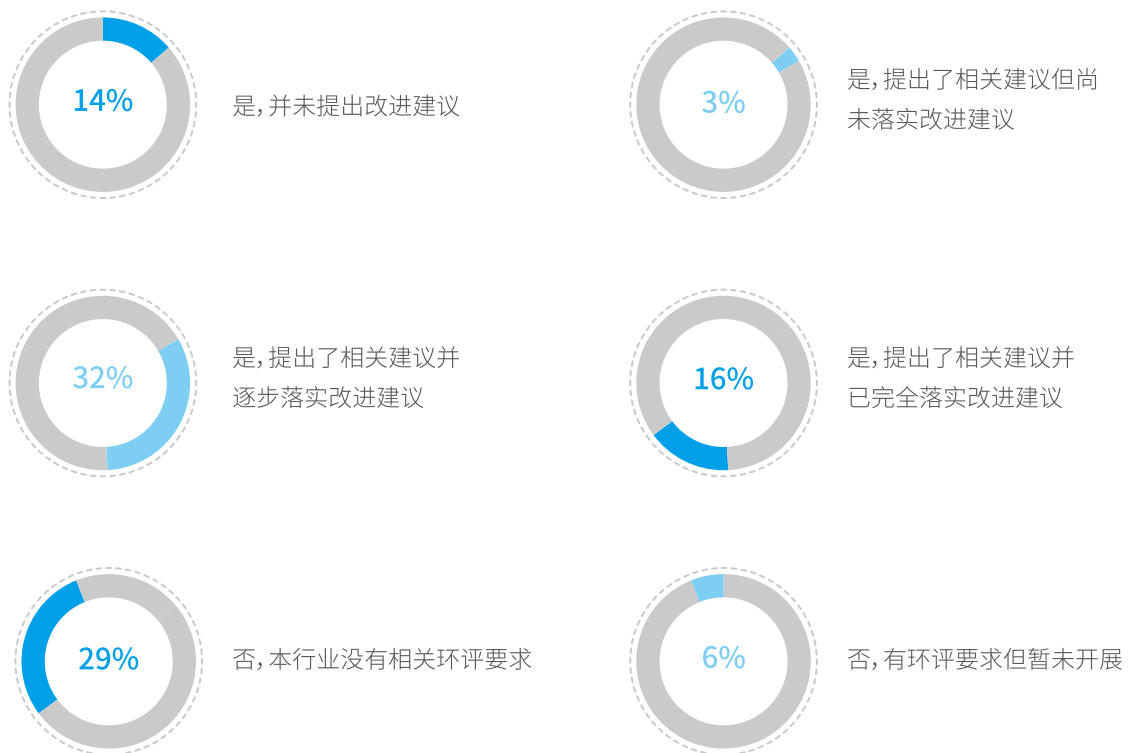 14%
是，并未提出改进建议
3%
是，提出了相关建议但尚
未落实改进建议
32%
是，提出了相关建议并
逐步落实改进建议
16%
是，提出了相关建议并
已完全落实改进建议
29%
否，本行业没有相关环评要求
6%
否，有环评要求但暂未开展